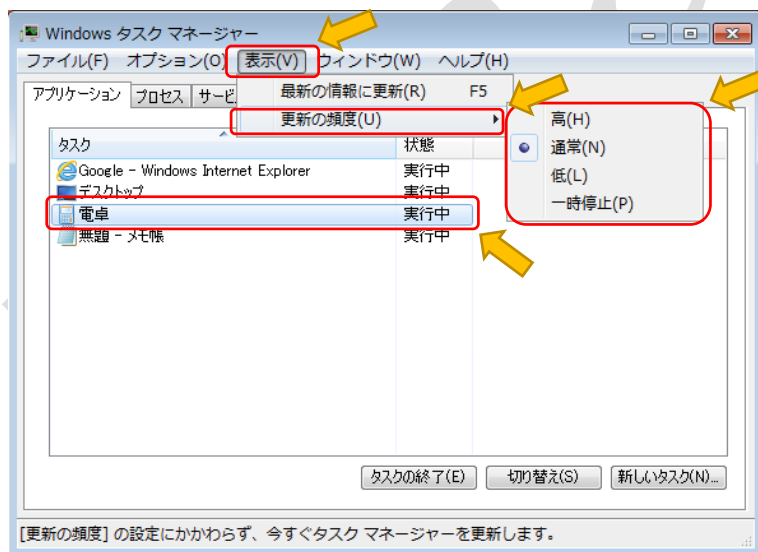 Windows タスク マネージャー
ファイル(F) オプション(O) 表示(V) ウィンドウ(W) ヘルプ(H)
アプリケーション プロセス サービ
最新の情報に更新(R) F5
更新の頻度(U)
高(H)
通常(N)
低(L)
一時停止(P)
タスク 状態
Google - Windows Internet Explorer 実行中
デスクトップ 実行中
電卓 実行中
無題 - メモ帳 実行中
タスクの終了(E) 切り替え(S) 新しいタスク(N)...
[更新の頻度] の設定にかかわらず、今すぐタスク マネージャーを更新します。